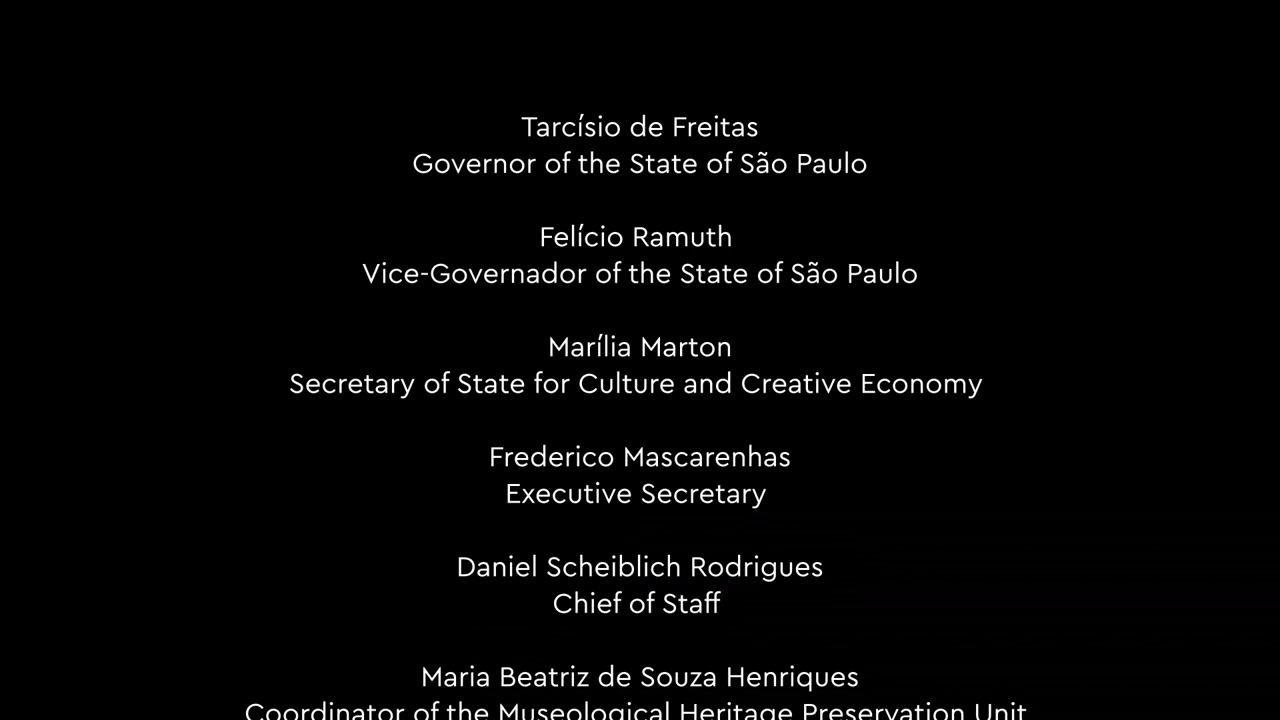 Tarcísio de Freitas
Governor of the State of São Paulo
Felício Ramuth
Vice-Governador of the State of São Paulo
Marília Marton
Secretary of State for Culture and Creative Economy
Frederico Mascarenhas
Executive Secretary
Daniel Scheiblich Rodrigues
Chief of Staff
Maria Beatriz de Souza Henriques
Coordinator of the Museological Heritage Preservation Unit